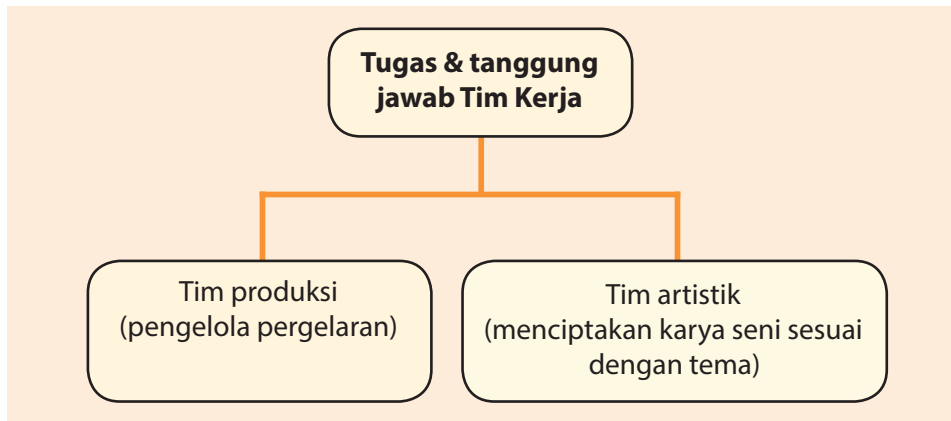 Tugas & tanggung
jawab Tim Kerja
Tim produksi
(pengelola pergelaran)
Tim artistik
(menciptakan karya seni sesuai
dengan tema)